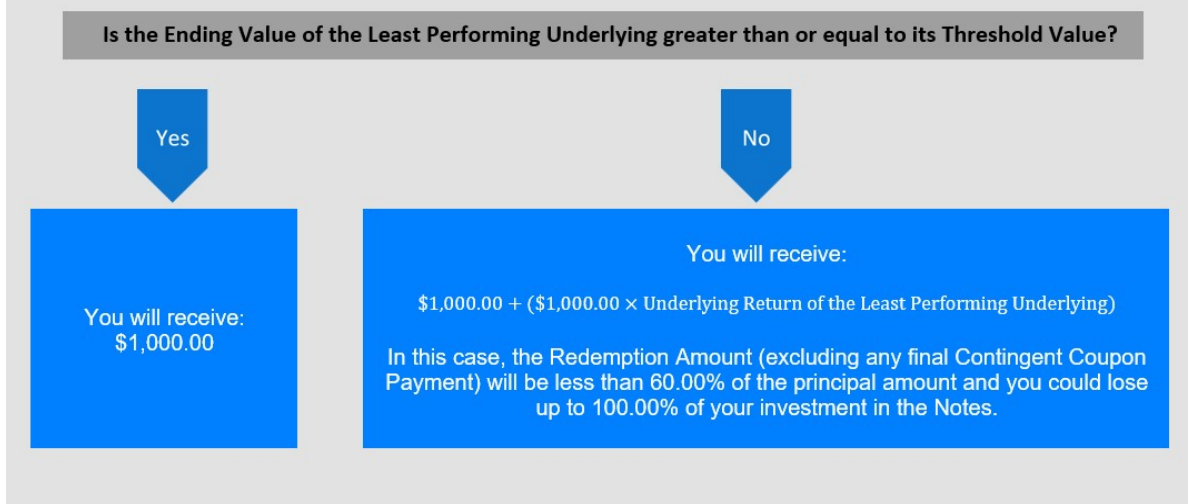 Is the Ending Value of the Least Performing Underlying greater than or equal to its Threshold Value?
Yes
No
You will receive:
$1,000.00
You will receive:
$1,000.00 + ($1,000.00 × Underlying Return of the Least Performing Underlying)
In this case, the Redemption Amount (excluding any final Contingent Coupon
Payment) will be less than 60.00% of the principal amount and you could lose
up to 100.00% of your investment in the Notes.